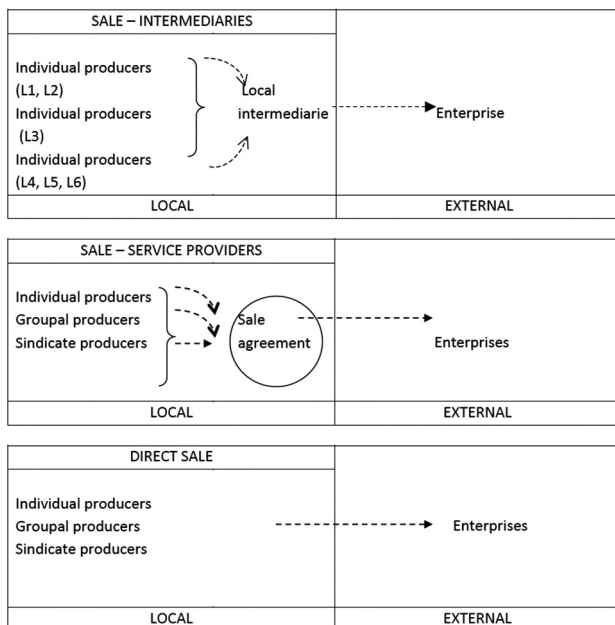 SALE – INTERMEDIARIES
Individual producers
(L1, L2)
Individual producers
(L3)
Individual producers
(L4, L5, L6)
Local
intermediarie
Enterprise
LOCAL
EXTERNAL
SALE – SERVICE PROVIDERS
Individual producers
Groupal producers
Sindicate producers
Sale
agreement
Enterprises
LOCAL
EXTERNAL
DIRECT SALE
Individual producers
Groupal producers
Sindicate producers
Enterprises
LOCAL
EXTERNAL